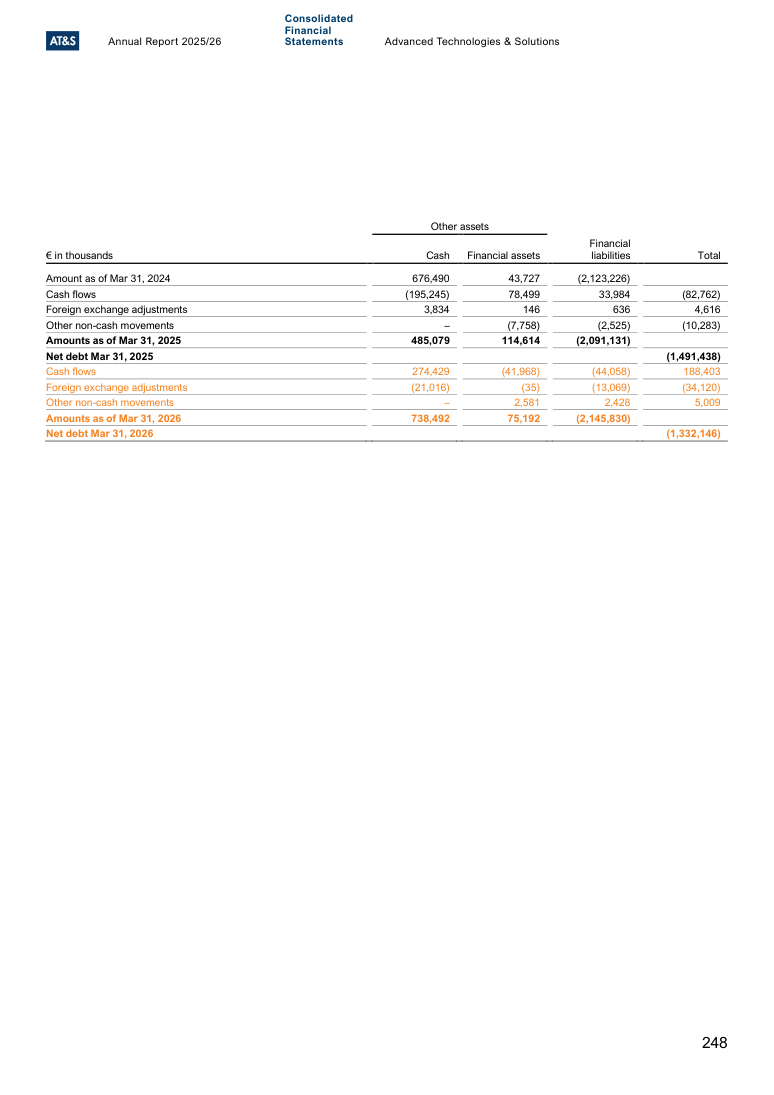 AT&S
Annual Report 2025/26
Consolidated
Financial
Statements
Advanced Technologies & Solutions
Other assets
€ in thousands Cash Financial assets Financial liabilities Total
Amount as of Mar 31, 2024 676,490 43,727 (2,123,226)
Cash flows (195,245) 78,499 33,984 (82,762)
Foreign exchange adjustments 3,834 146 636 4,616
Other non-cash movements – (7,758) (2,525) (10,283)
Amounts as of Mar 31, 2025 485,079 114,614 (2,091,131)
Net debt Mar 31, 2025 (1,491,438)
Cash flows 274,429 (41,968) (44,058) 188,403
Foreign exchange adjustments (21,016) (35) (13,069) (34,120)
Other non-cash movements – 2,581 2,428 5,009
Amounts as of Mar 31, 2026 738,492 75,192 (2,145,830)
Net debt Mar 31, 2026 (1,332,146)
248